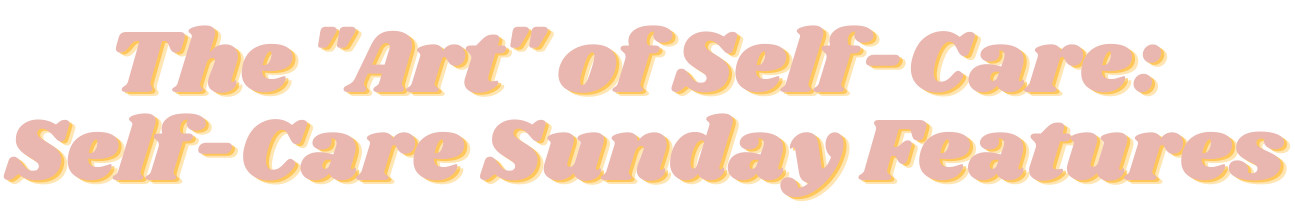 The "Art" of Self-Care:
Self-Care Sunday Features